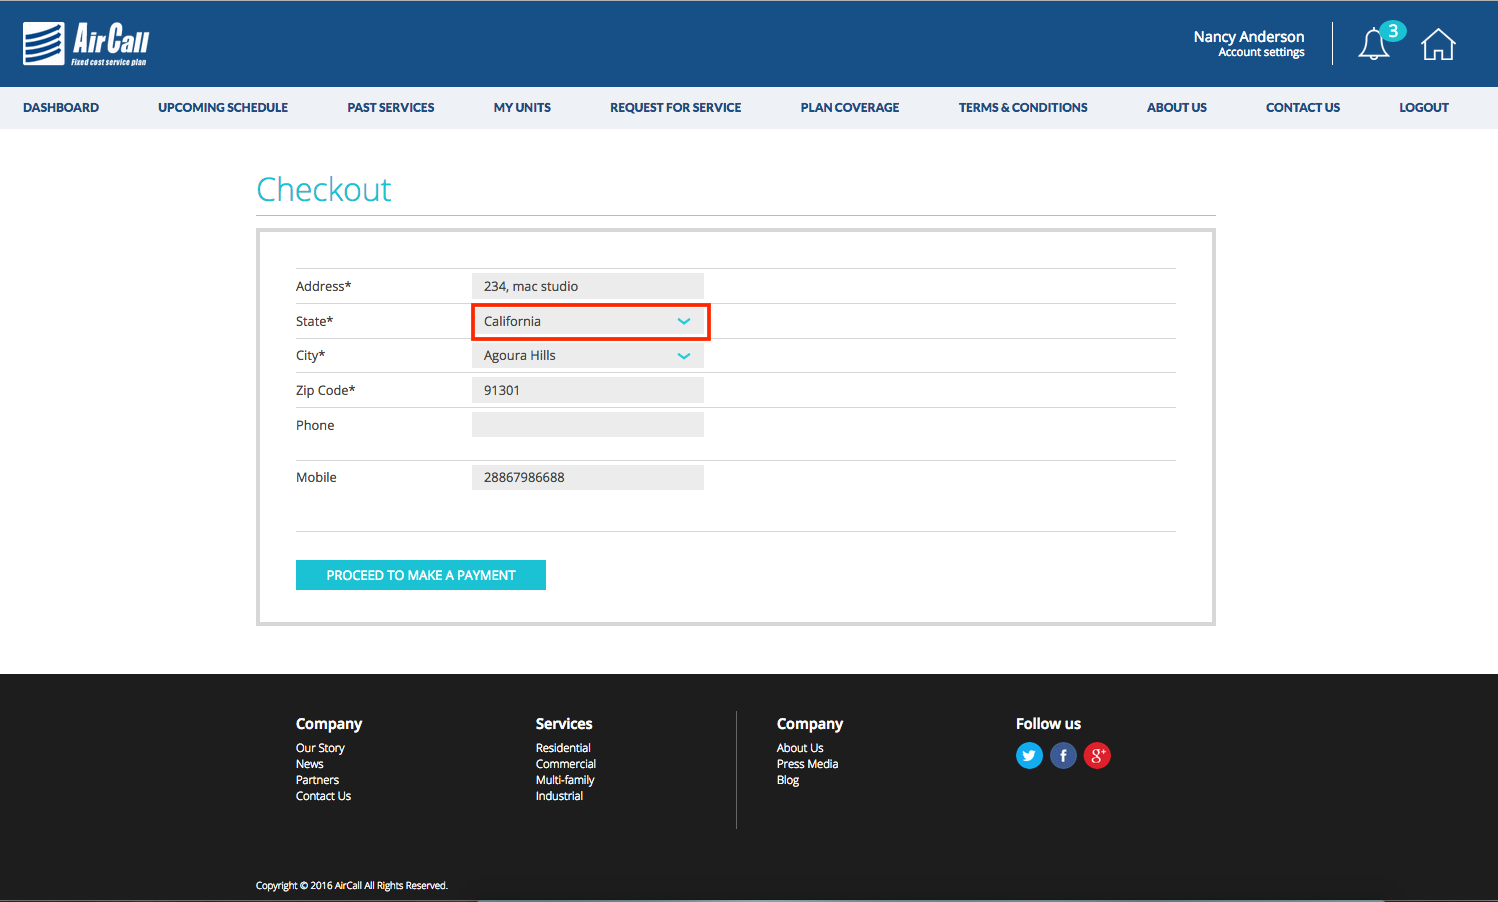 AirCall
Fixed cost service plan
Nancy Anderson
Account settings
3
DASHBOARD UPCOMING SCHEDULE PAST SERVICES MY UNITS REQUEST FOR SERVICE PLAN COVERAGE TERMS & CONDITIONS ABOUT US CONTACT US LOGOUT
Checkout
Address* 234, mac studio
State* California
City* Agoura Hills
Zip Code* 91301
Phone
Mobile 28867986688
PROCEED TO MAKE A PAYMENT
Company
Our Story
News
Partners
Contact Us
Services
Residential
Commercial
Multi-family
Industrial
Company
About Us
Press Media
Blog
Follow us
f g+
Copyright © 2016 AirCall All Rights Reserved.